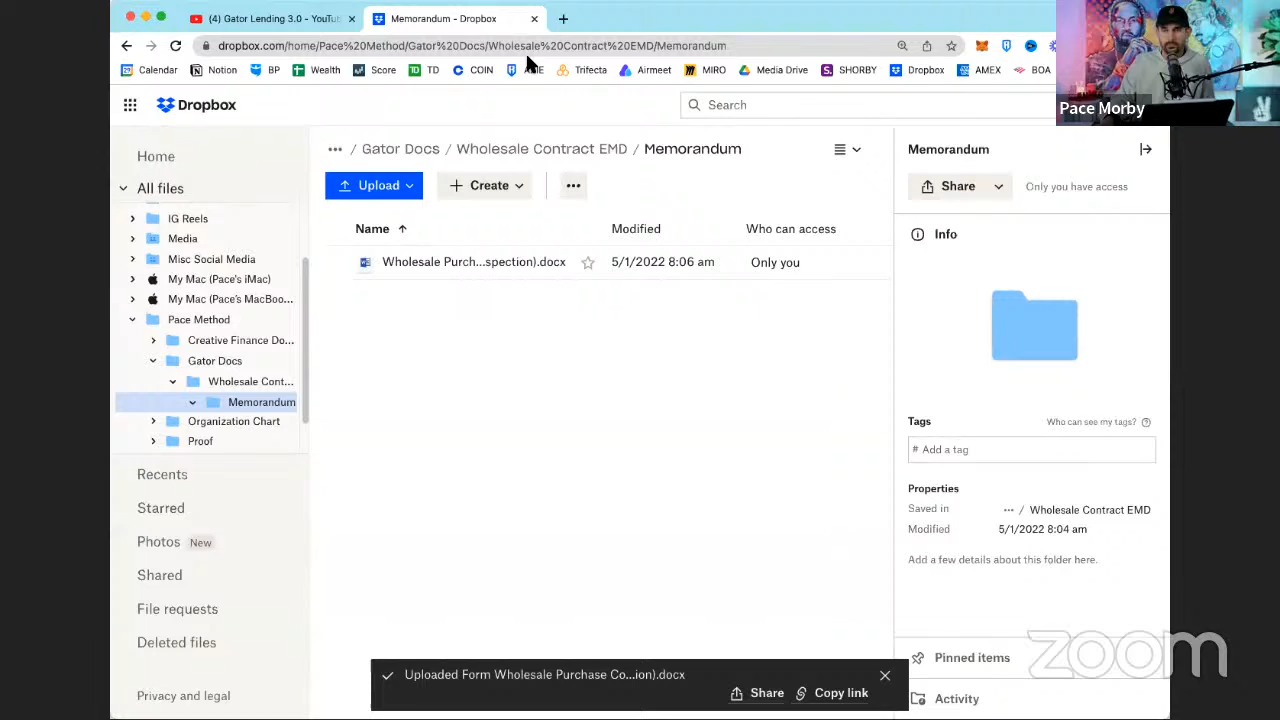 (4) Gator Lending 3.0 - YouTu
Memorandum - Dropbox
dropbox.com/home/Pace%20Method/Gator%20Docs/Wholesale%20Contract%20EMD/Memorandum
Calendar Notion BP Wealth Score TD COIN Trifecta Airmeet MIRO Media Drive SHORBY Dropbox AMEX BOA
Pace Morby
Dropbox
Search
Home
All files
IG Reels
Media
Misc Social Media
My Mac (Pace's iMac)
My Mac (Pace's MacBoo...
Pace Method
Creative Finance Do...
Gator Docs
Wholesale Cont...
Memorandum
Organization Chart
Proof
Recents
Starred
Photos New
Shared
File requests
Deleted files
Privacy and legal
... / Gator Docs / Wholesale Contract EMD / Memorandum
Upload
Create
Name Modified Who can access
Wholesale Purch...spection).docx 5/1/2022 8:06 am Only you
Memorandum
Share Only you have access
Info
Tags Who can see my tags?
# Add a tag
Properties
Saved in ... / Wholesale Contract EMD
Modified 5/1/2022 8:04 am
Add a few details about this folder here.
Pinned items
Activity
Uploaded Form Wholesale Purchase Co...ion).docx
Share Copy link
zoom